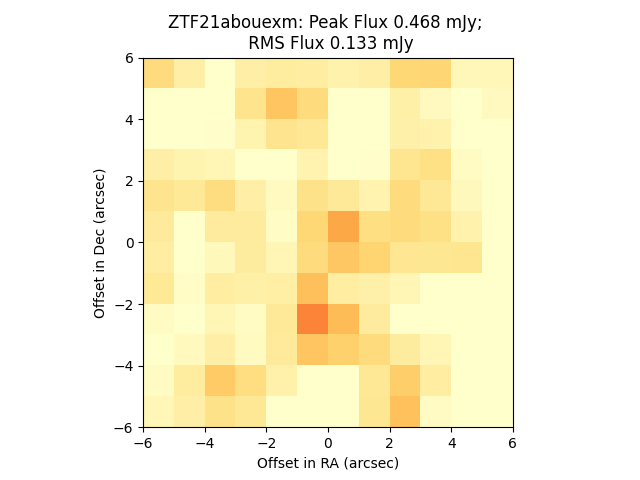 ZTF21abouexm: Peak Flux 0.468 mJy;
RMS Flux 0.133 mJy
6
4
2
0
−2
−4
−6
Offset in Dec (arcsec)
−6 −4 −2 0 2 4 6
Offset in RA (arcsec)